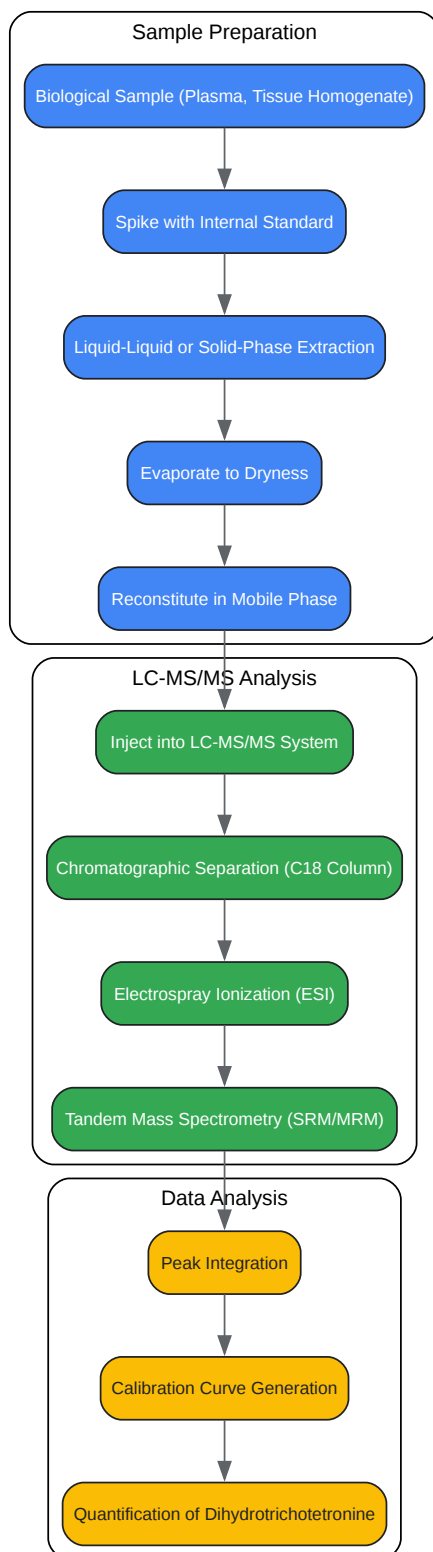 Sample Preparation
Biological Sample (Plasma, Tissue Homogenate)
Spike with Internal Standard
Liquid-Liquid or Solid-Phase Extraction
Evaporate to Dryness
Reconstitute in Mobile Phase
LC-MS/MS Analysis
Inject into LC-MS/MS System
Chromatographic Separation (C18 Column)
Electrospray Ionization (ESI)
Tandem Mass Spectrometry (SRM/MRM)
Data Analysis
Peak Integration
Calibration Curve Generation
Quantification of Dihydrotrichotetronine